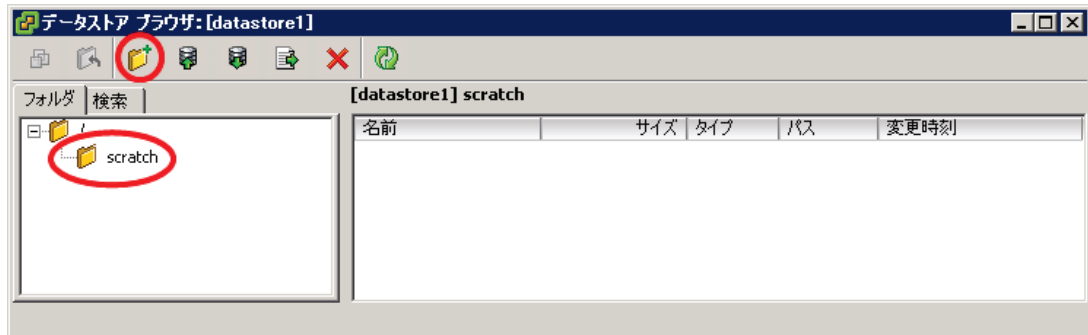 データストア ブラウザ: [datastore1]
フォルダ 検索 [datastore1] scratch
/ 名前 サイズ タイプ パス 変更時刻
scratch